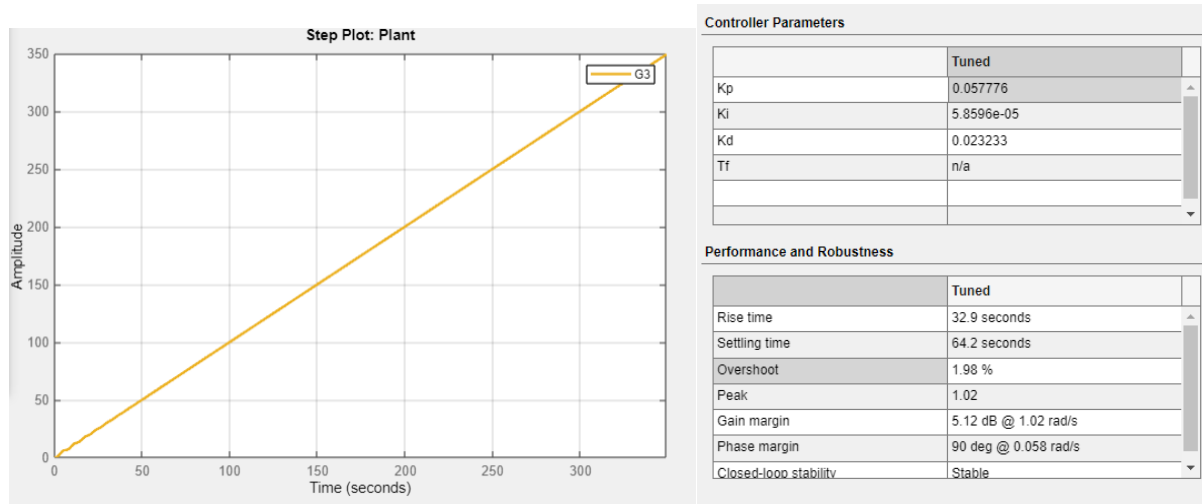 Step Plot: Plant
350
G3
300
250
200
150
100
50
0
Amplitude
0 50 100 150 200 250 300
Time (seconds)
Controller Parameters
Tuned
Kp 0.057776
Ki 5.8596e-05
Kd 0.023233
Tf n/a
Performance and Robustness
Tuned
Rise time 32.9 seconds
Settling time 64.2 seconds
Overshoot 1.98 %
Peak 1.02
Gain margin 5.12 dB @ 1.02 rad/s
Phase margin 90 deg @ 0.058 rad/s
Closed-loop stability Stable